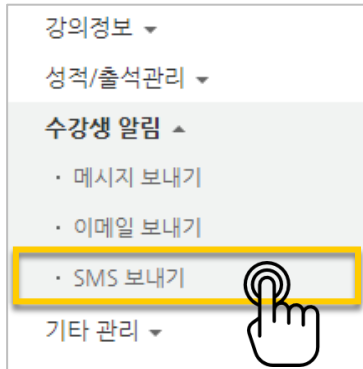 강의정보 ▾
성적/출석관리 ▾
수강생 알림 ▴
· 메시지 보내기
· 이메일 보내기
· SMS 보내기
기타 관리 ▾